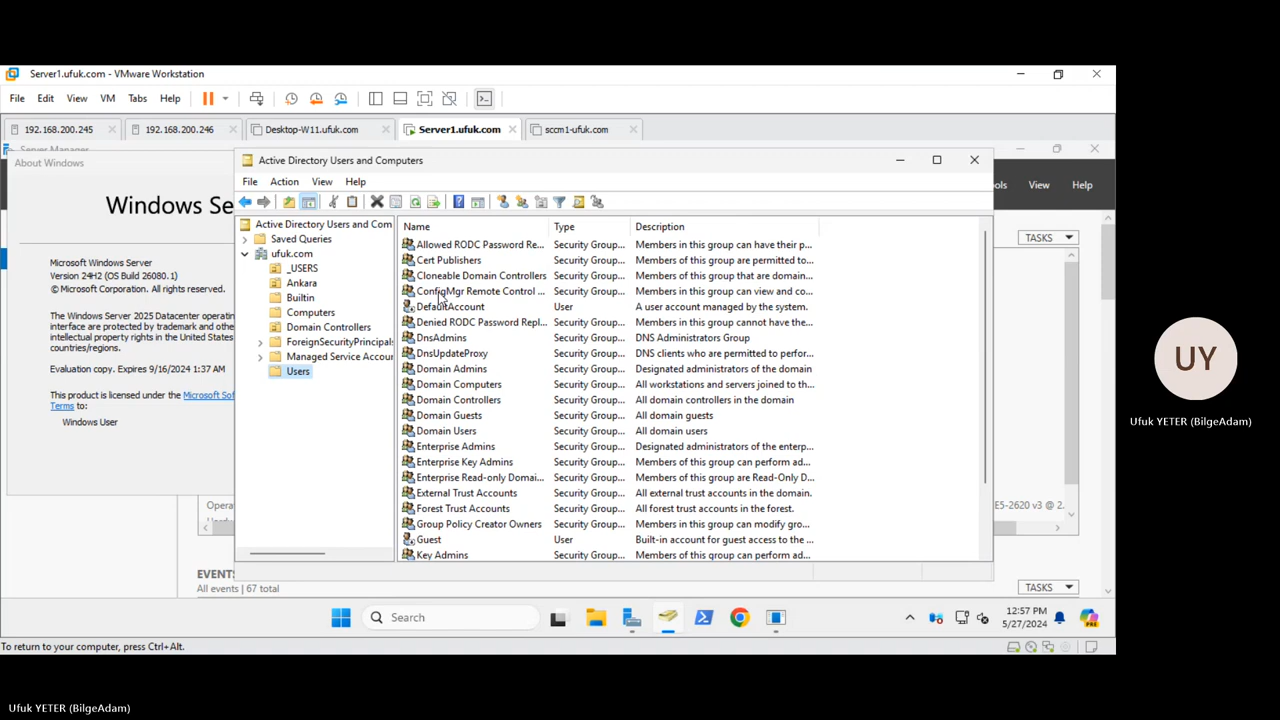 Server1.ufuk.com - VMware Workstation
File Edit View VM Tabs Help
192.168.200.245 192.168.200.246 Desktop-W11.ufuk.com Server1.ufuk.com sccm1-ufuk.com
Server Manager
About Windows
Active Directory Users and Computers
Windows Se
ols View Help
File Action View Help
TASKS
Active Directory Users and Com
Saved Queries
ufuk.com
_USERS
Ankara
Builtin
Computers
Domain Controllers
ForeignSecurityPrincipals
Managed Service Accour
Users
Name Type Description
Allowed RODC Password Re... Security Group... Members in this group can have their p...
Cert Publishers Security Group... Members of this group are permitted to...
Cloneable Domain Controllers Security Group... Members of this group that are domain...
ConfigMgr Remote Control ... Security Group... Members in this group can view and co...
DefaultAccount User A user account managed by the system.
Denied RODC Password Repl... Security Group... Members in this group cannot have the...
DnsAdmins Security Group... DNS Administrators Group
DnsUpdateProxy Security Group... DNS clients who are permitted to perfor...
Domain Admins Security Group... Designated administrators of the domain
Domain Computers Security Group... All workstations and servers joined to th...
Domain Controllers Security Group... All domain controllers in the domain
Domain Guests Security Group... All domain guests
Domain Users Security Group... All domain users
Enterprise Admins Security Group... Designated administrators of the enterp...
Enterprise Key Admins Security Group... Members of this group can perform ad...
Enterprise Read-only Domai... Security Group... Members of this group are Read-Only D...
External Trust Accounts Security Group... All external trust accounts in the domain.
Forest Trust Accounts Security Group... All forest trust accounts in the forest.
Group Policy Creator Owners Security Group... Members in this group can modify gro...
Guest User Built-in account for guest access to the ...
Key Admins Security Group... Members of this group can perform ad...
Microsoft Windows Server
Version 24H2 (OS Build 26080.1)
© Microsoft Corporation. All rights reserved.
The Windows Server 2025 Datacenter operatin
interface are protected by trademark and othe
rights in the United States
countries/regions.
Evaluation copy. Expires 9/16/2024 1:37 AM
This product is licensed under the Microsoft Sof
Terms to:
Windows User
Opera
E5-2620 v3 @ 2.
EVENTS
All events | 67 total
TASKS
Search
12:57 PM
5/27/2024
To return to your computer, press Ctrl+Alt.
UY
Ufuk YETER (BilgeAdam)
Ufuk YETER (BilgeAdam)